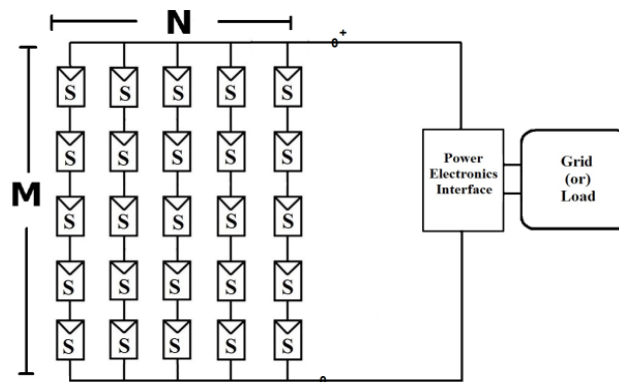 N
+
S S S S S
S S S S S
M
S S S S S
S S S S S
S S S S S
Power
Electronics
Interface
Grid
(or)
Load